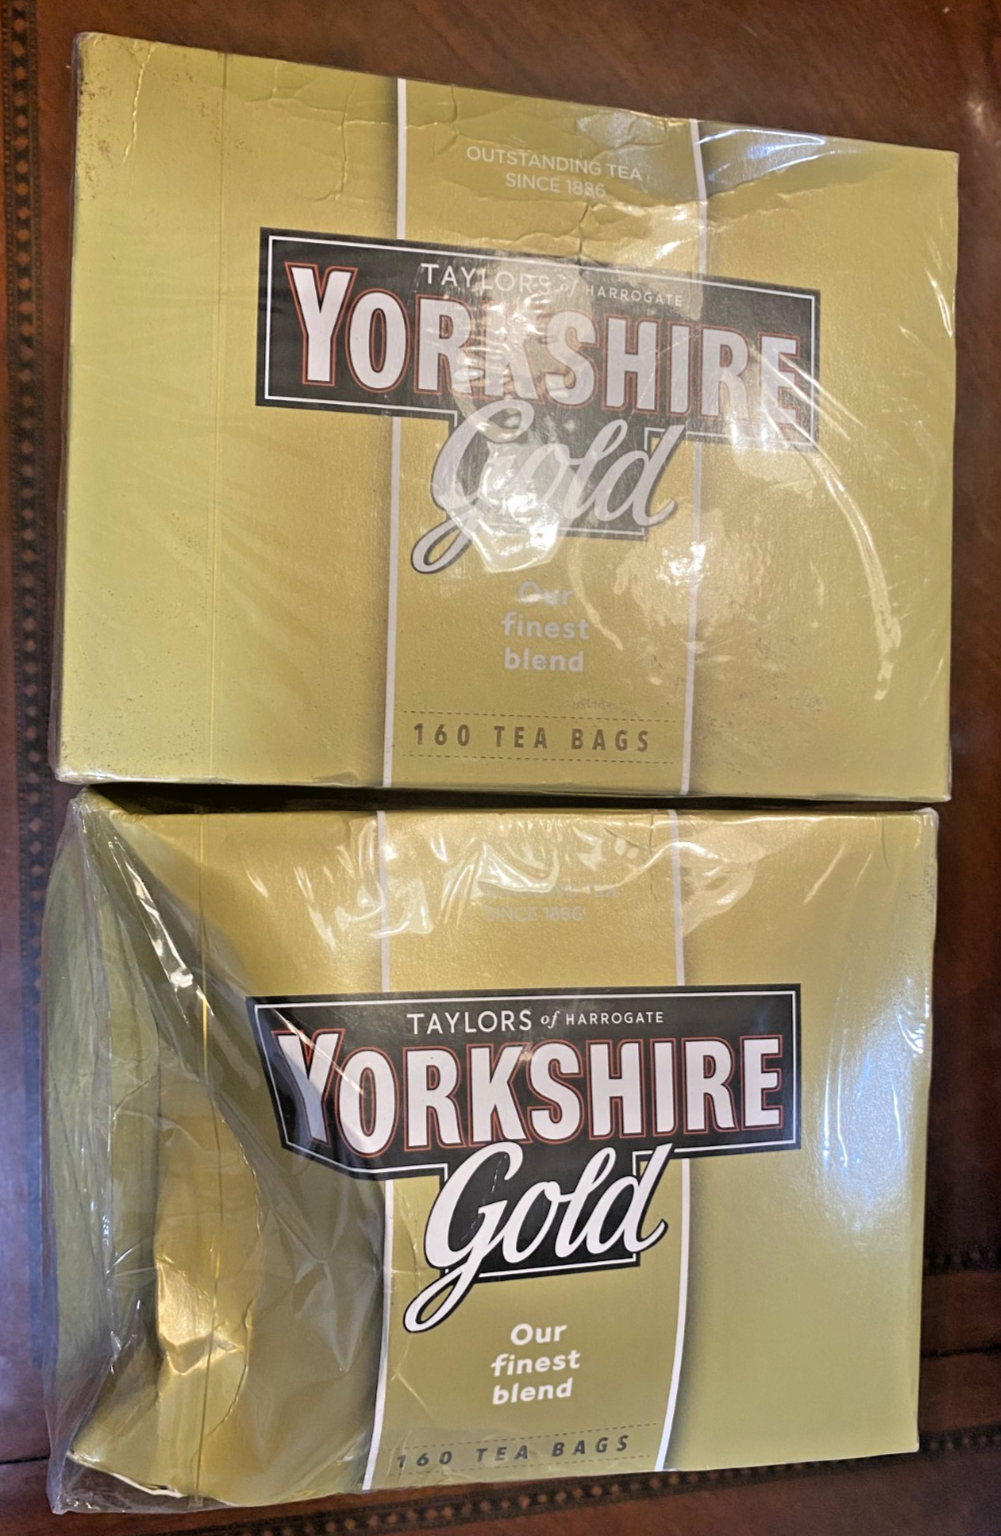 OUTSTANDING TEA
SINCE 1886
TAYLORS of HARROGATE
YORKSHIRE
Gold
Our
finest
blend
160 TEA BAGS
SINCE 1886
TAYLORS of HARROGATE
YORKSHIRE
Gold
Our
finest
blend
160 TEA BAGS